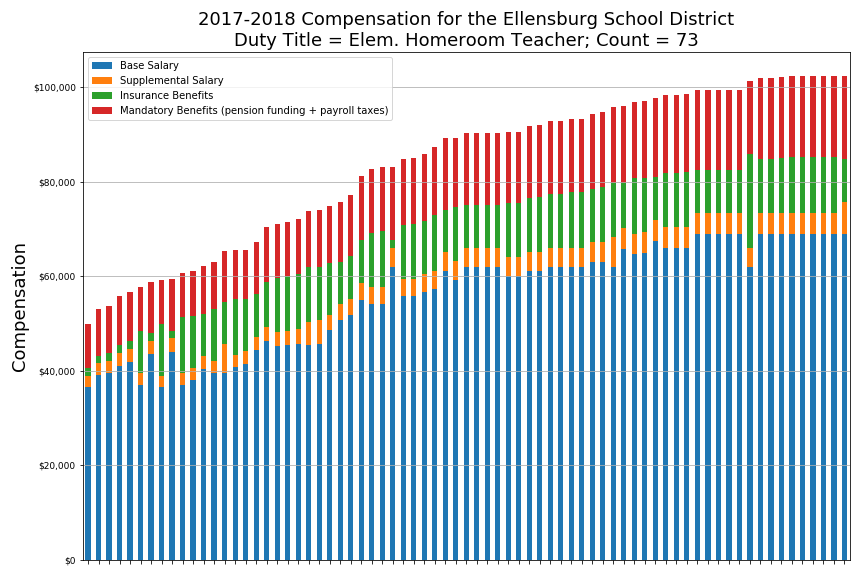 2017-2018 Compensation for the Ellensburg School District
Duty Title = Elem. Homeroom Teacher; Count = 73
Base Salary
Supplemental Salary
Insurance Benefits
Mandatory Benefits (pension funding + payroll taxes)
$100,000
$80,000
$60,000
$40,000
$20,000
$0
Compensation